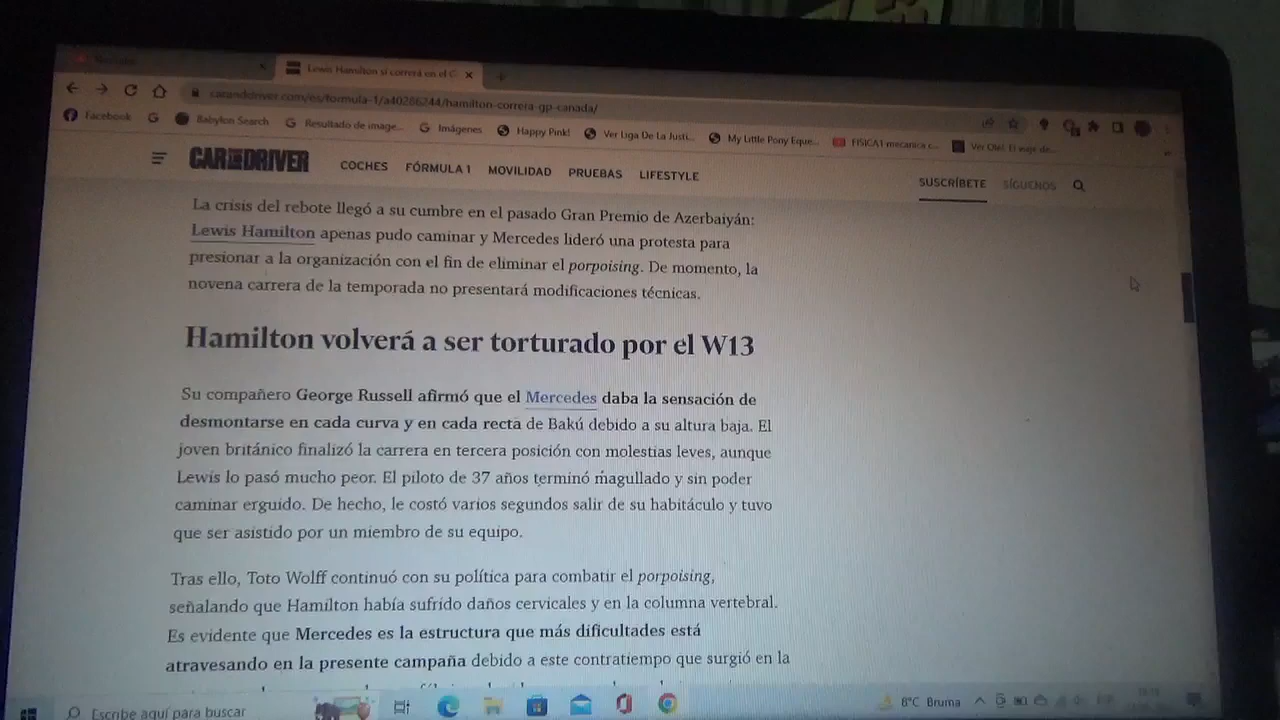 Lewis Hamilton sí correrá en el G
caranddriver.com/es/formula-1/a40286244/hamilton-correra-gp-canada/
Facebook
Babylon Search
Resultado de image...
Imágenes
Happy Pink!
Ver Liga De La Justi...
My Little Pony Eque...
FISICA1 mecanica c...
CAR AND DRIVER
COCHES FÓRMULA 1 MOVILIDAD PRUEBAS LIFESTYLE
SUSCRÍBETE SÍGUENOS
La crisis del rebote llegó a su cumbre en el pasado Gran Premio de Azerbaiyán:
Lewis Hamilton apenas pudo caminar y Mercedes lideró una protesta para
presionar a la organización con el fin de eliminar el porpoising. De momento, la
novena carrera de la temporada no presentará modificaciones técnicas.
Hamilton volverá a ser torturado por el W13
Su compañero George Russell afirmó que el Mercedes daba la sensación de
desmontarse en cada curva y en cada recta de Bakú debido a su altura baja. El
joven británico finalizó la carrera en tercera posición con molestias leves, aunque
Lewis lo pasó mucho peor. El piloto de 37 años terminó magullado y sin poder
caminar erguido. De hecho, le costó varios segundos salir de su habitáculo y tuvo
que ser asistido por un miembro de su equipo.
Tras ello, Toto Wolff continuó con su política para combatir el porpoising,
señalando que Hamilton había sufrido daños cervicales y en la columna vertebral.
Es evidente que Mercedes es la estructura que más dificultades está
atravesando en la presente campaña debido a este contratiempo que surgió en la
Escribe aquí para buscar
8°C Bruma